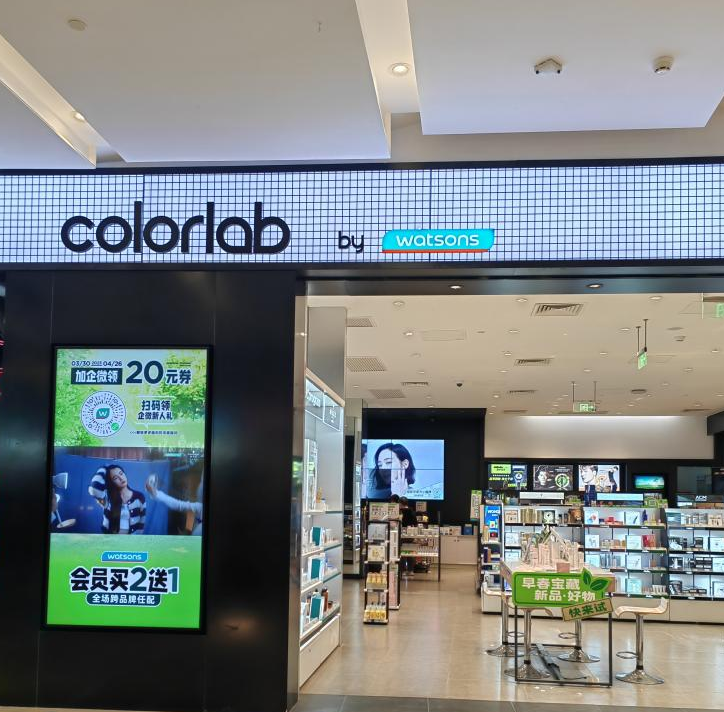 colorlab by watsons
03/30 04/26
加企微领 20元券
扫码领
企微新人礼
watsons
会员买2送1
全场跨品牌任配
早春宝藏
新品·好物
快来试